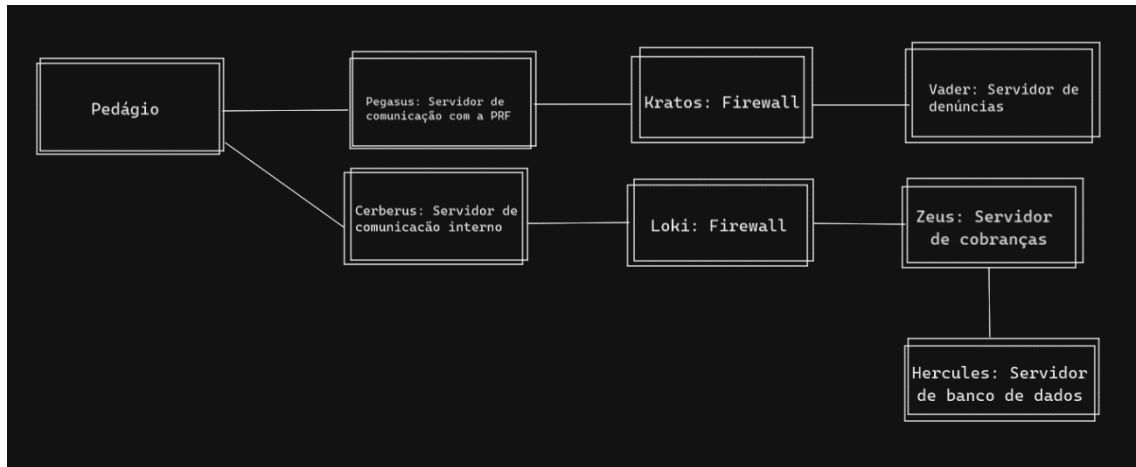 Pedágio
Pegasus: Servidor de
comunicação com a PRF
Kratos: Firewall
Vader: Servidor de
denúncias
Cerberus: Servidor de
comunicacão interno
Loki: Firewall
Zeus: Servidor
de cobranças
Hercules: Servidor
de banco de dados